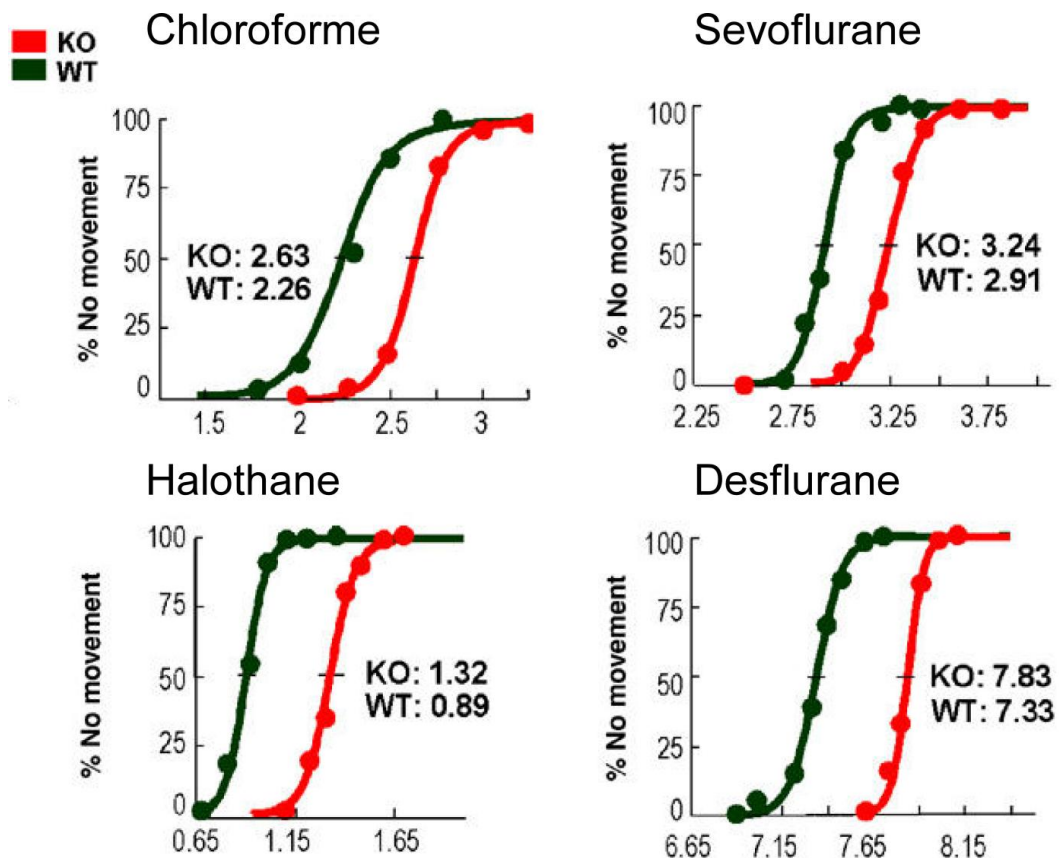 KO
WT
Chloroforme
% No movement
100
75
50
25
0
KO: 2.63
WT: 2.26
1.5 2 2.5 3
Sevoflurane
% No movement
100
75
50
25
0
KO: 3.24
WT: 2.91
2.25 2.75 3.25 3.75
Halothane
% No movement
100
75
50
25
0
KO: 1.32
WT: 0.89
0.65 1.15 1.65
Desflurane
% No movement
100
75
50
25
0
KO: 7.83
WT: 7.33
6.65 7.15 7.65 8.15